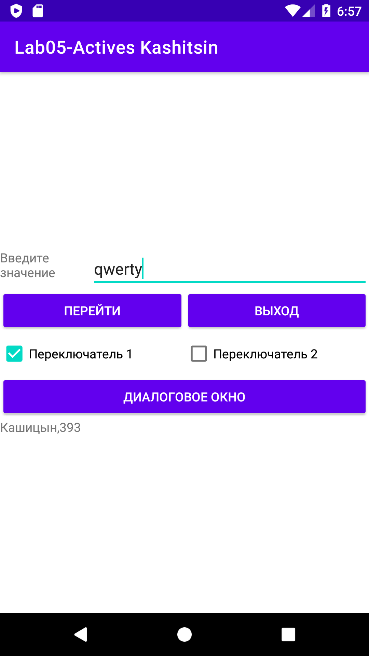 6:57
Lab05-Actives Kashitsin
Введите
значение
qwerty
ПЕРЕЙТИ
ВЫХОД
Переключатель 1
Переключатель 2
ДИАЛОГОВОЕ ОКНО
Кашицын,393